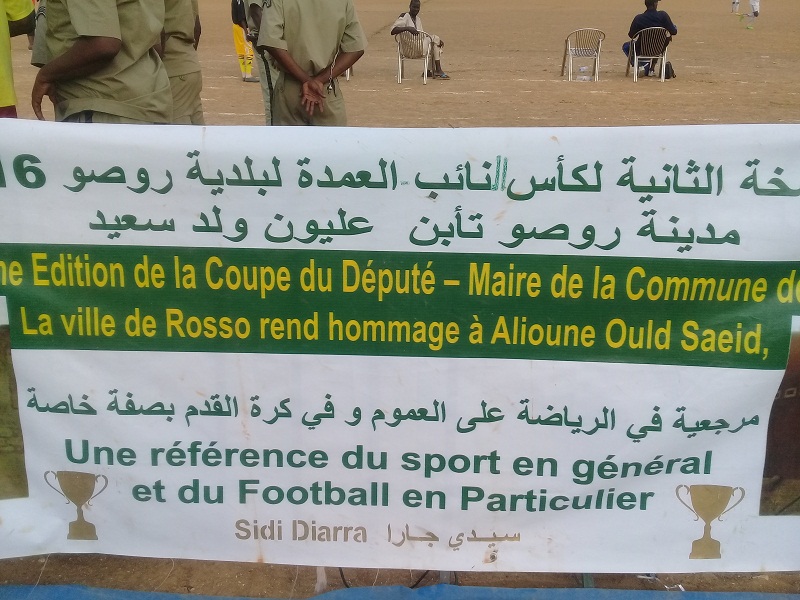 خة الثانية لكأس النائب - العمدة لبلدية روصو 16
مدينة روصو تأبن عليون ولد سعيد
ne Edition de la Coupe du Député – Maire de la Commune de
La ville de Rosso rend hommage à Alioune Ould Saeid,
مرجعية في الرياضة على العموم و في كرة القدم بصفة خاصة
Une référence du sport en général
et du Football en Particulier
Sidi Diarra سيدي جارا